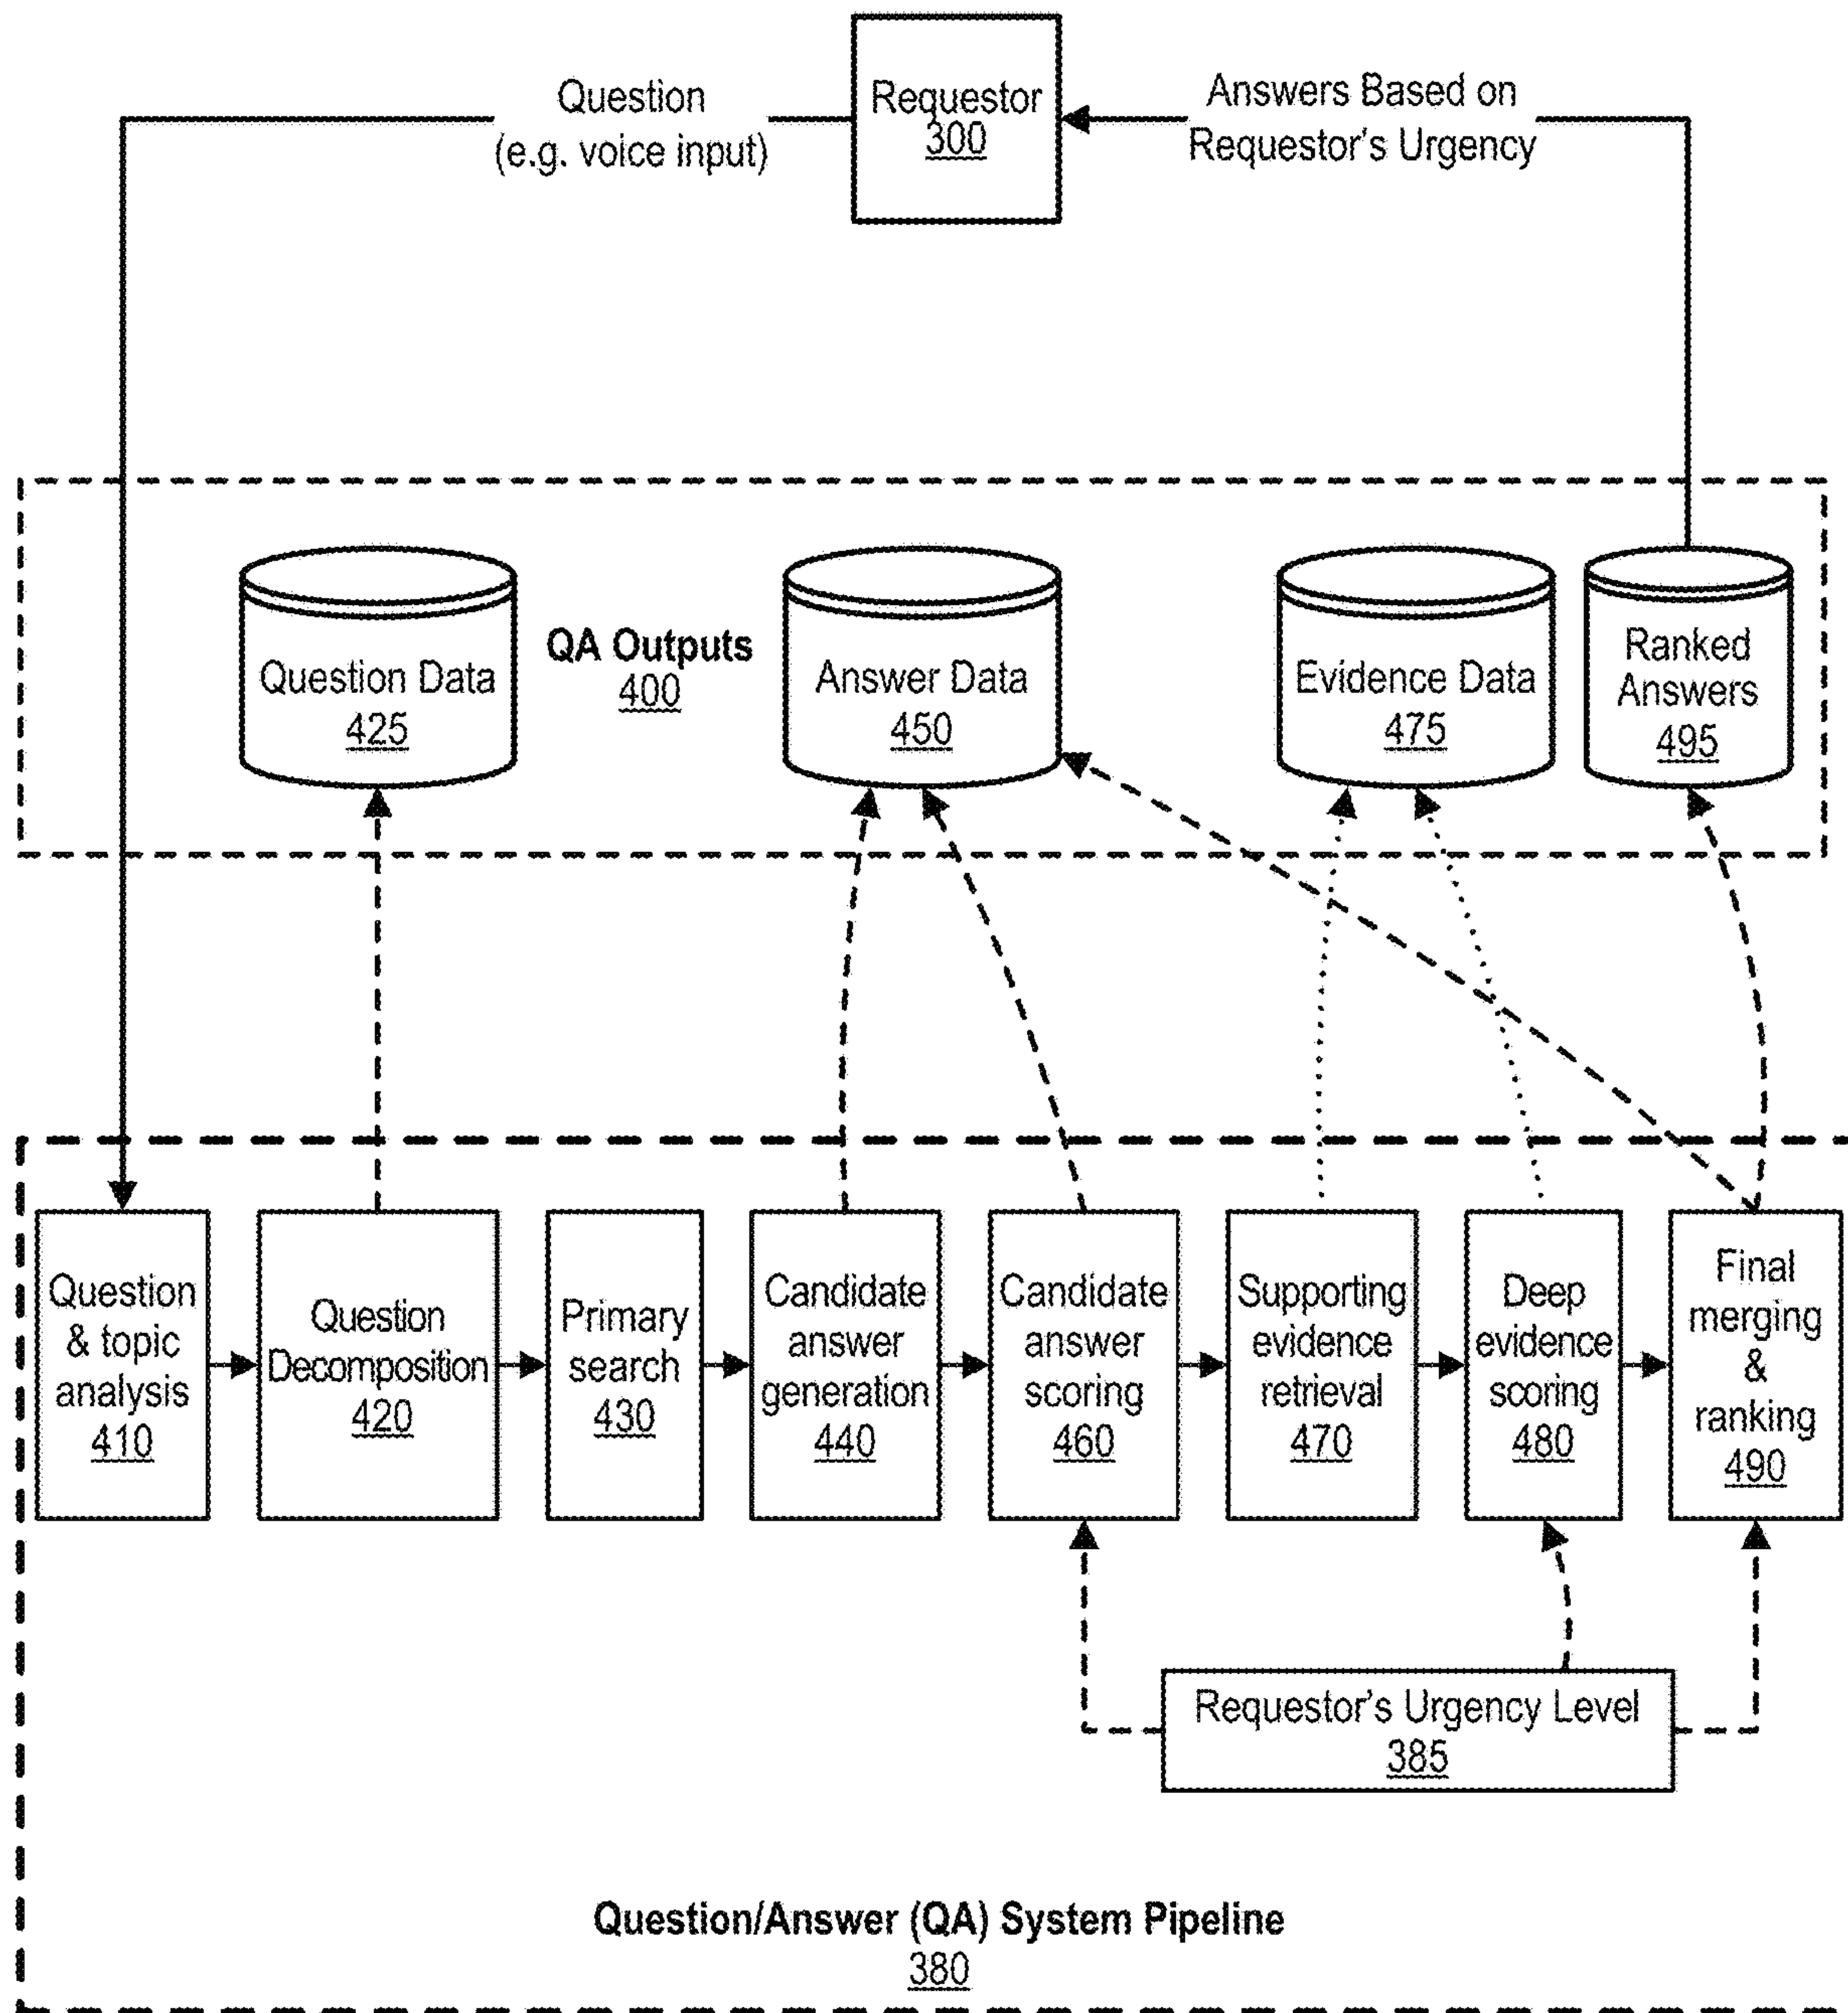 Question
(e.g. voice input)
Requestor
300
Answers Based on
Requestor's Urgency
Question Data
425
QA Outputs
400
Answer Data
450
Evidence Data
475
Ranked
Answers
495
Question
& topic
analysis
410
Question
Decomposition
420
Primary
search
430
Candidate
answer
generation
440
Candidate
answer
scoring
460
Supporting
evidence
retrieval
470
Deep
evidence
scoring
480
Final
merging
&
ranking
490
Requestor's Urgency Level
385
Question/Answer (QA) System Pipeline
380